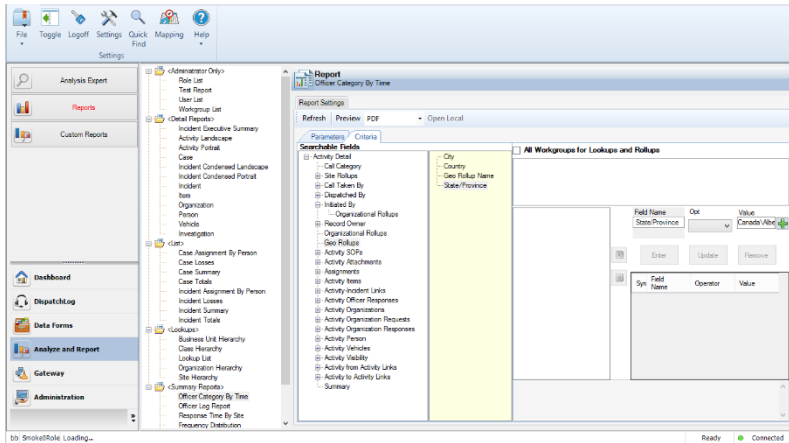 File
Toggle
Logoff
Settings
Quick Find
Mapping
Help
Settings
Analysis Expert
Reports
Custom Reports
Dashboard
DispatchLog
Data Forms
Analyze and Report
Gateway
Administration
<Administrator Only>
Role List
Test Report
User List
Workgroup List
<Detail Reports>
Incident Executive Summary
Activity Landscape
Activity Portrait
Case
Incident Condensed Landscape
Incident Condensed Portrait
Incident
Item
Organization
Person
Vehicle
Investigation
<List>
Case Assignment By Person
Case Losses
Case Summary
Case Totals
Incident Assignment By Person
Incident Losses
Incident Summary
Incident Totals
<Lookups>
Business Unit Hierarchy
Class Hierarchy
Lookup List
Organization Hierarchy
Site Hierarchy
<Summary Reports>
Officer Category By Time
Officer Log Report
Response Time By Site
Frequency Distribution
Report
Officer Category By Time
Report Settings
Refresh Preview PDF Open Local
Parameters Criteria
Searchable Fields
Activity Detail
Call Category
Site Rollups
Call Taken By
Dispatched By
Initiated By
Organizational Rollups
Record Owner
Organizational Rollups
Geo Rollups
Activity SOPs
Activity Attachments
Assignments
Activity Items
Activity-Incident Links
Activity Officer Responses
Activity Organizations
Activity Organization Requests
Activity Organization Responses
Activity Person
Activity Vehicles
Activity Visibility
Activity from Activity Links
Activity to Activity Links
Summary
City
Country
Geo Rollup Name
State/Province
All Workgroups for Lookups and Rollups
Field Name Opt Value
State/Province Canada\Albe
Enter Update Remove
Syn Field Name Operator Value
bb: SmokeIRole Loading...
Ready Connected